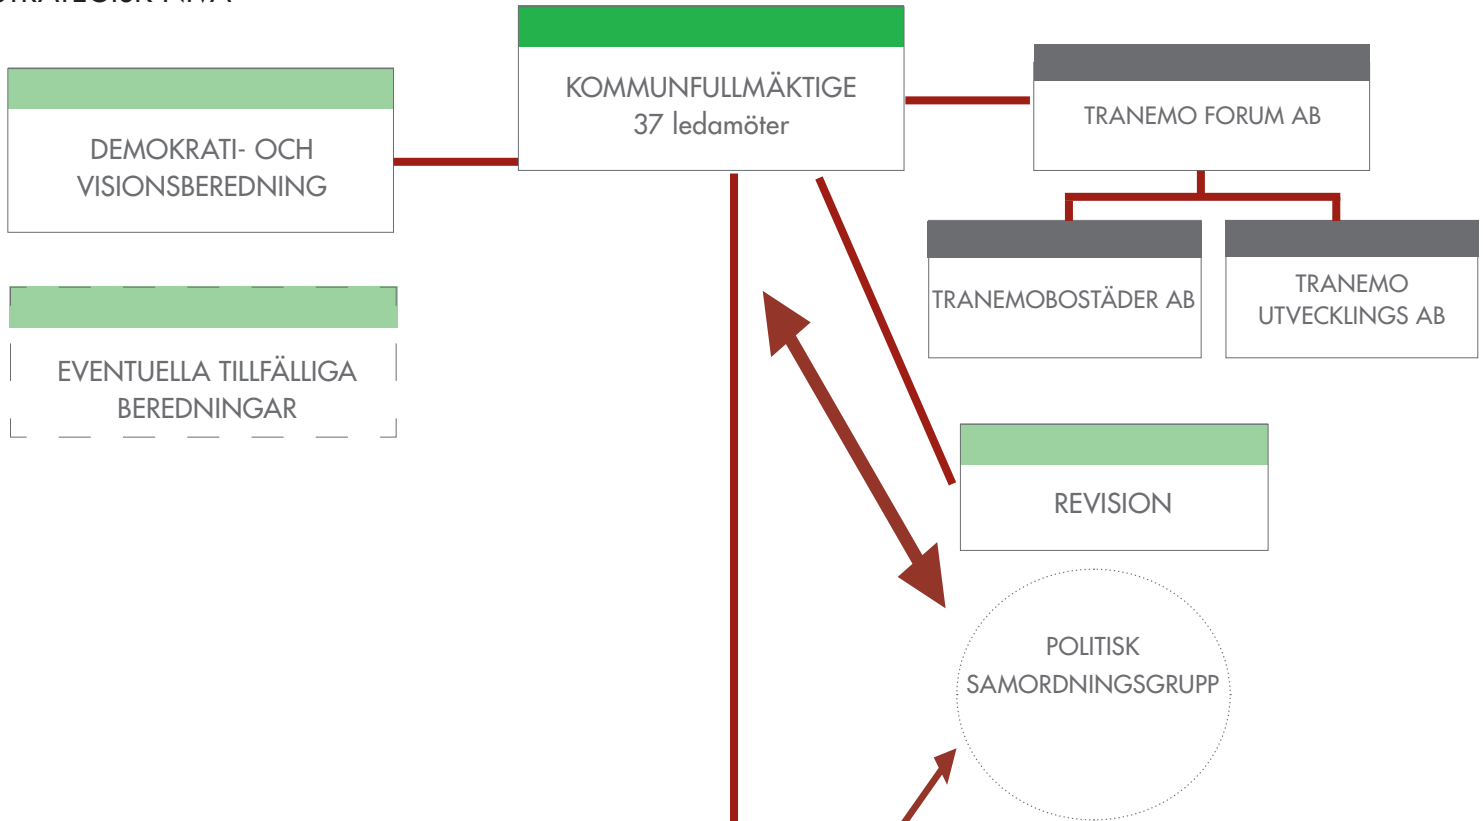 KOMMUNFULLMÄKTIGE
37 ledamöter
TRANEMO FORUM AB
DEMOKRATI- OCH
VISIONSBEREDNING
TRANEMOBOSTÄDER AB
TRANEMO
UTVECKLINGS AB
EVENTUELLA TILLFÄLLIGA
BEREDNINGAR
REVISION
POLITISK
SAMORDNINGSGRUPP